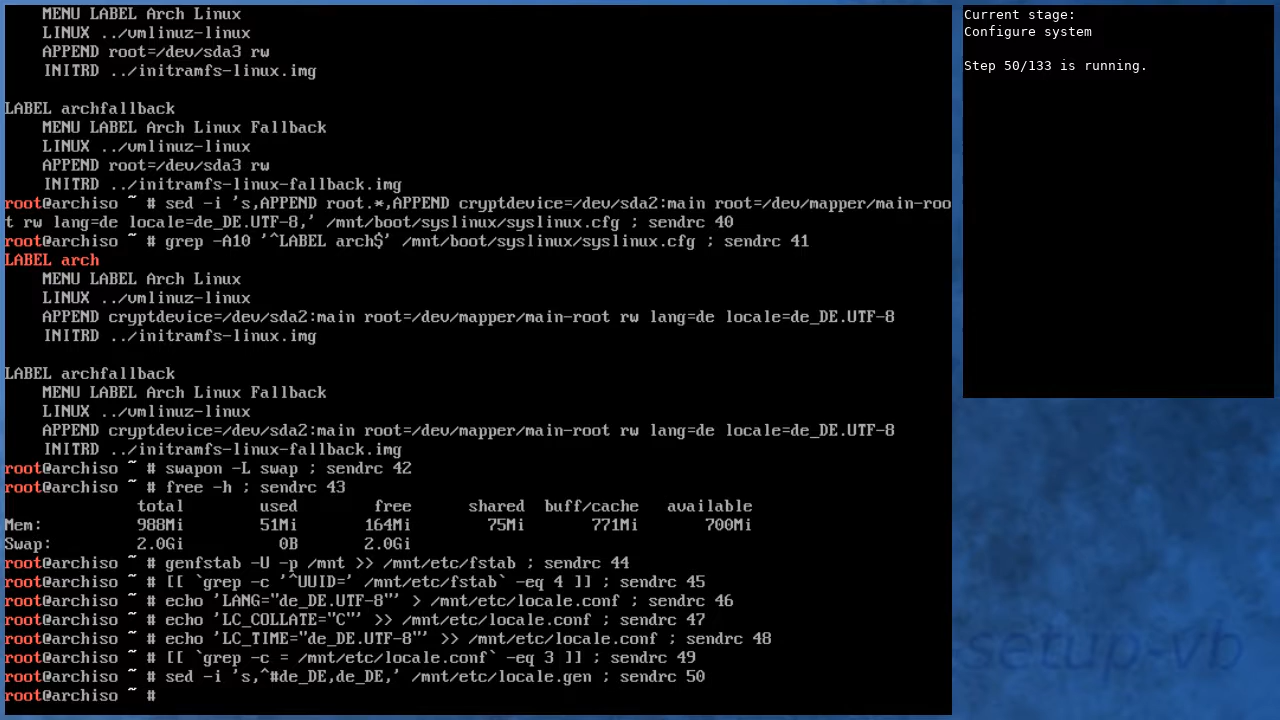 MENU LABEL Arch Linux
    LINUX ../vmlinuz-linux
    APPEND root=/dev/sda3 rw
    INITRD ../initramfs-linux.img

LABEL archfallback
    MENU LABEL Arch Linux Fallback
    LINUX ../vmlinuz-linux
    APPEND root=/dev/sda3 rw
    INITRD ../initramfs-linux-fallback.img
root@archiso ~ # sed -i 's,APPEND root.*,APPEND cryptdevice=/dev/sda2:main root=/dev/mapper/main-roo
t rw lang=de locale=de_DE.UTF-8,' /mnt/boot/syslinux/syslinux.cfg ; sendrc 40
root@archiso ~ # grep -A10 '^LABEL arch$' /mnt/boot/syslinux/syslinux.cfg ; sendrc 41
LABEL arch
    MENU LABEL Arch Linux
    LINUX ../vmlinuz-linux
    APPEND cryptdevice=/dev/sda2:main root=/dev/mapper/main-root rw lang=de locale=de_DE.UTF-8
    INITRD ../initramfs-linux.img

LABEL archfallback
    MENU LABEL Arch Linux Fallback
    LINUX ../vmlinuz-linux
    APPEND cryptdevice=/dev/sda2:main root=/dev/mapper/main-root rw lang=de locale=de_DE.UTF-8
    INITRD ../initramfs-linux-fallback.img
root@archiso ~ # swapon -L swap ; sendrc 42
root@archiso ~ # free -h ; sendrc 43
              total        used        free      shared  buff/cache   available
Mem:          988Mi        51Mi       164Mi        75Mi       771Mi       700Mi
Swap:         2.0Gi          0B       2.0Gi
root@archiso ~ # genfstab -U -p /mnt >> /mnt/etc/fstab ; sendrc 44
root@archiso ~ # [[ `grep -c '^UUID=' /mnt/etc/fstab` -eq 4 ]] ; sendrc 45
root@archiso ~ # echo 'LANG="de_DE.UTF-8"' > /mnt/etc/locale.conf ; sendrc 46
root@archiso ~ # echo 'LC_COLLATE="C"' >> /mnt/etc/locale.conf ; sendrc 47
root@archiso ~ # echo 'LC_TIME="de_DE.UTF-8"' >> /mnt/etc/locale.conf ; sendrc 48
root@archiso ~ # [[ `grep -c = /mnt/etc/locale.conf` -eq 3 ]] ; sendrc 49
root@archiso ~ # sed -i 's,^#de_DE,de_DE,' /mnt/etc/locale.gen ; sendrc 50
root@archiso ~ #
Current stage:
Configure system

Step 50/133 is running.
setup-vb